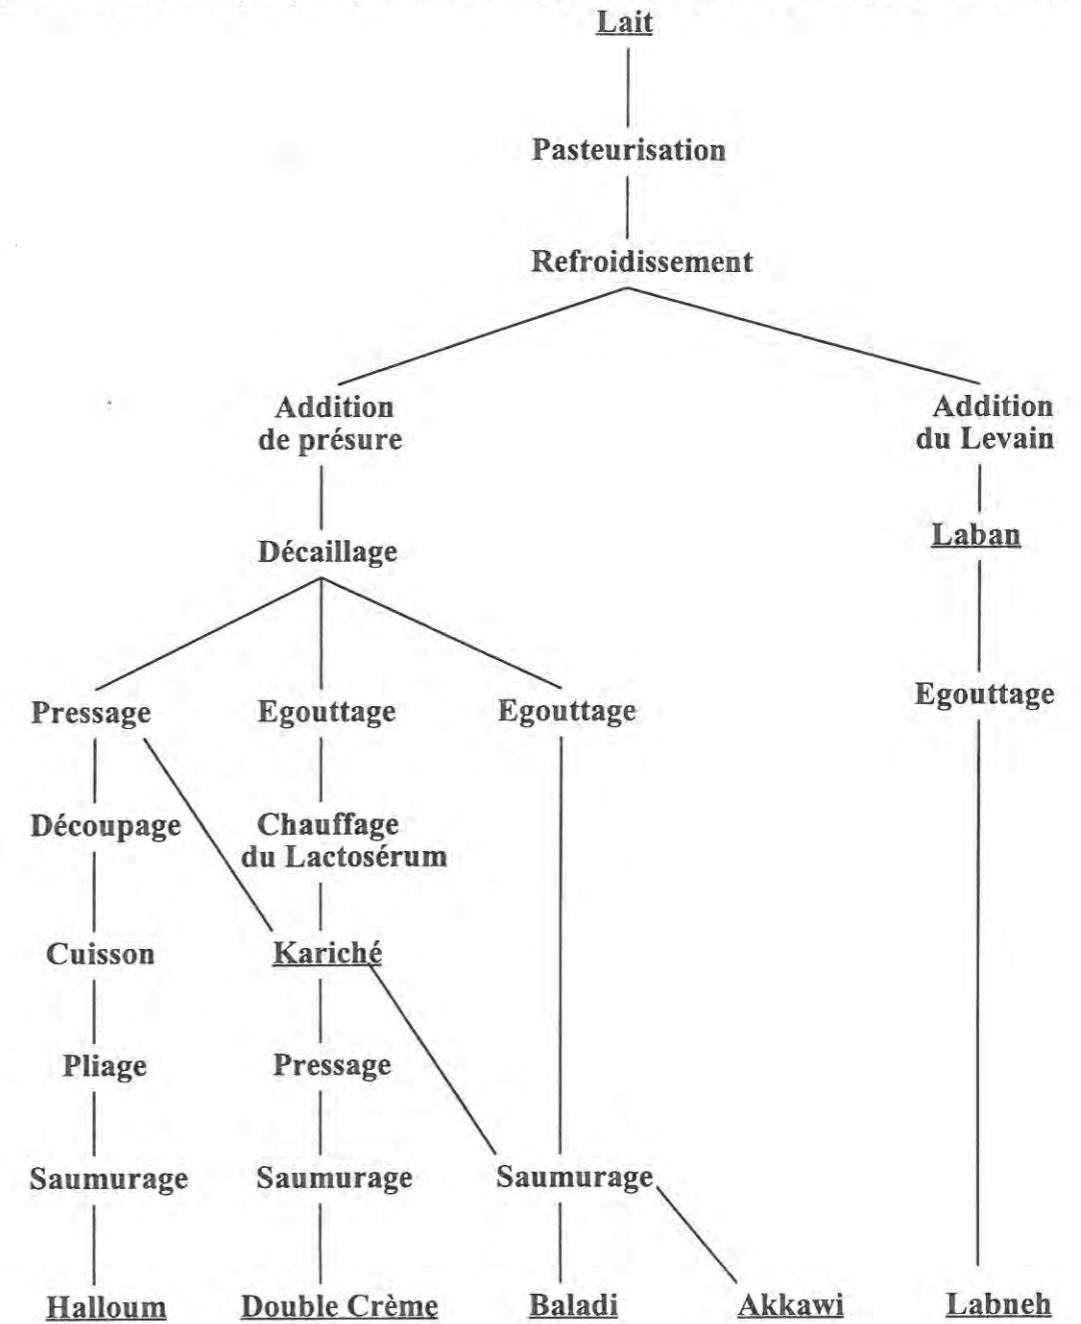 Lait
Pasteurisation
Refroidissement
Addition
de présure
Addition
du Levain
Décaillage
Laban
Pressage
Egouttage
Egouttage
Egouttage
Découpage
Chauffage
du Lactosérum
Cuisson
Kariché
Pliage
Pressage
Saumurage
Saumurage
Saumurage
Halloum
Double Crème
Baladi
Akkawi
Labneh